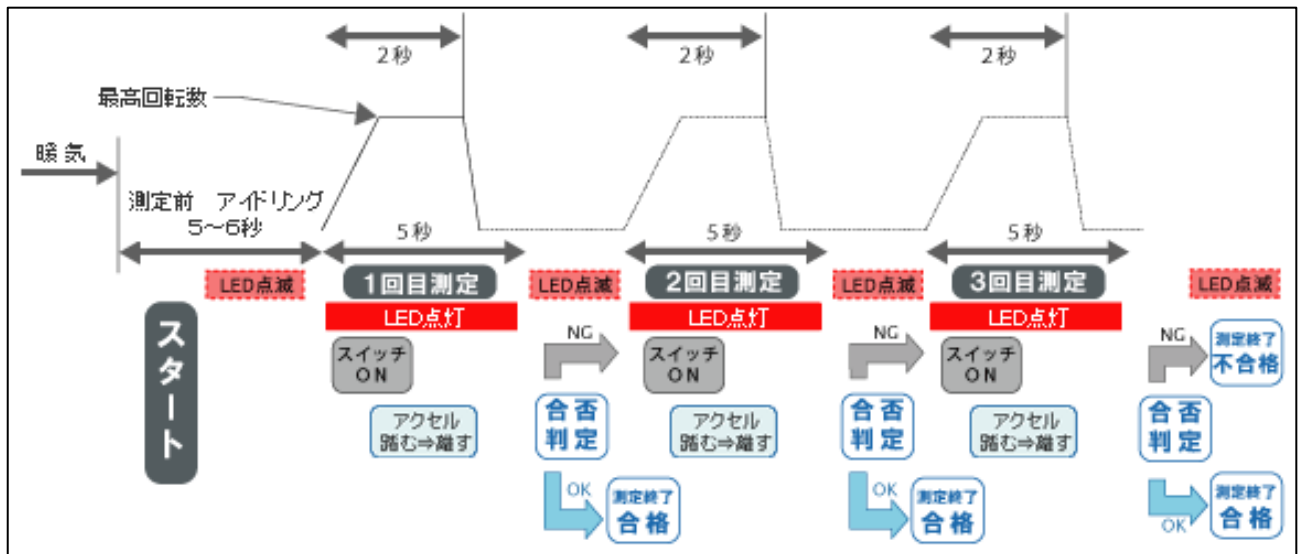 2秒
2秒
2秒
最高回転数
暖気
測定前 アイドリング
5～6秒
5秒
5秒
5秒
LED点滅
1回目測定
LED点滅
2回目測定
LED点滅
3回目測定
LED点滅
LED点灯
LED点灯
LED点灯
スタート
スイッチ
ON
NG
スイッチ
ON
NG
スイッチ
ON
NG
測定終了
不合格
アクセル
踏む⇒離す
合否
判定
アクセル
踏む⇒離す
合否
判定
アクセル
踏む⇒離す
合否
判定
OK
測定終了
合格
OK
測定終了
合格
OK
測定終了
合格